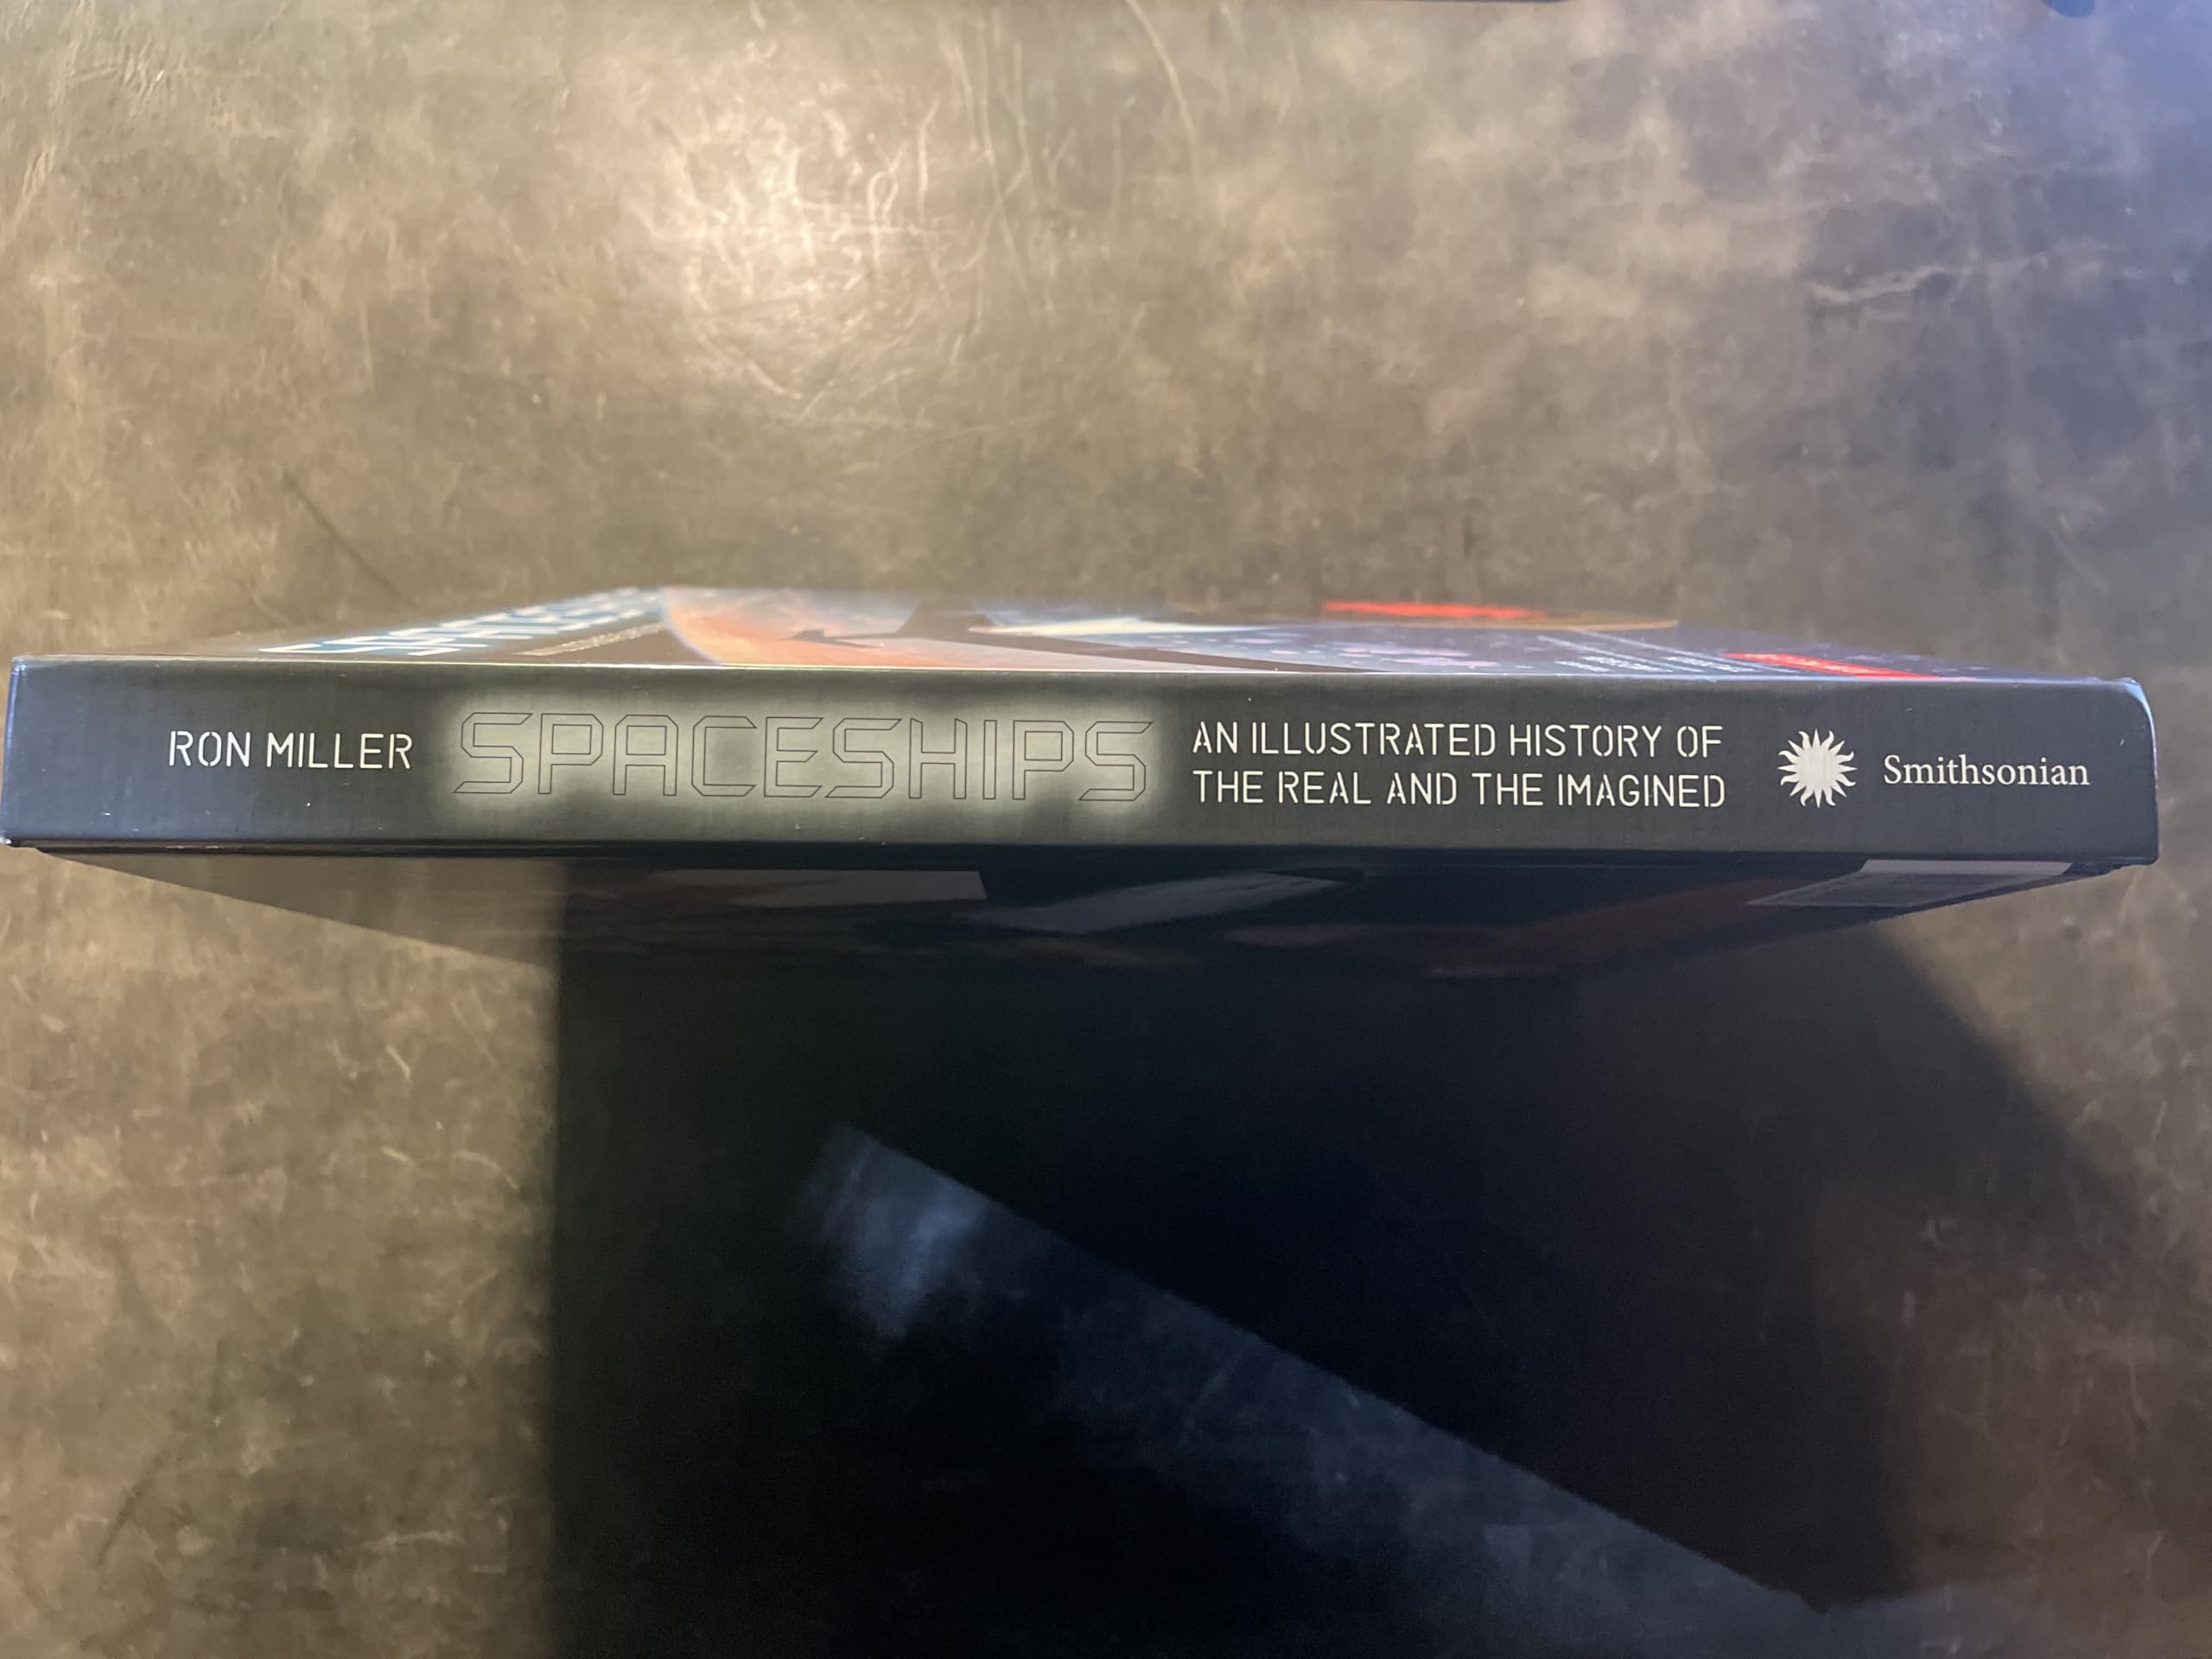 RON MILLER
SPACESHIPS
AN ILLUSTRATED HISTORY OF
THE REAL AND THE IMAGINED
Smithsonian